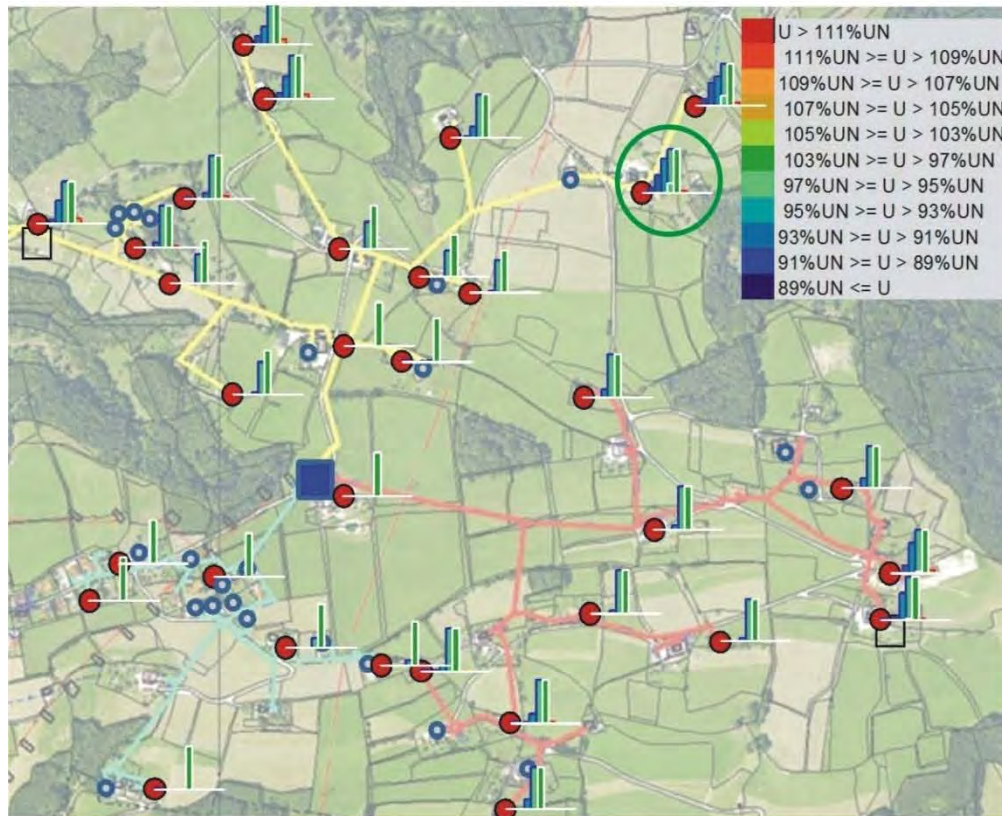 U > 111%UN
111%UN >= U > 109%UN
109%UN >= U > 107%UN
107%UN >= U > 105%UN
105%UN >= U > 103%UN
103%UN >= U > 97%UN
97%UN >= U > 95%UN
95%UN >= U > 93%UN
93%UN >= U > 91%UN
91%UN >= U > 89%UN
89%UN <= U